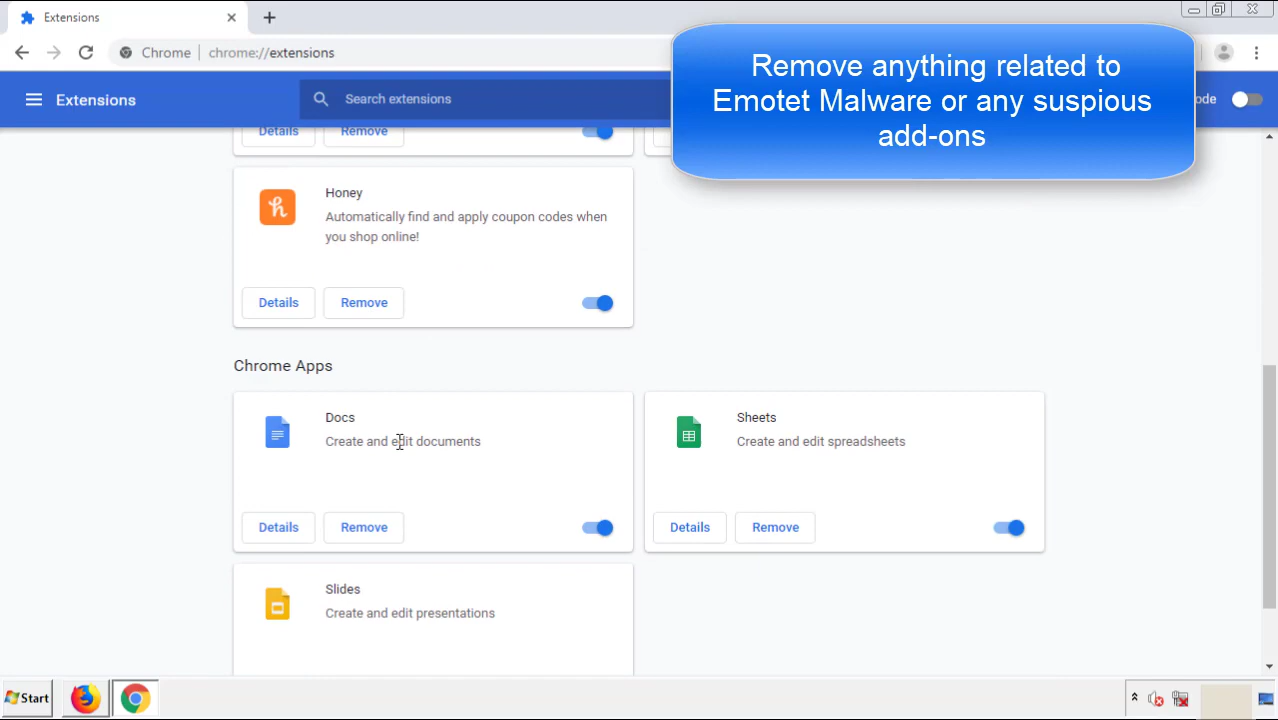 Extensions
Chrome
chrome://extensions
Remove anything related to
Emotet Malware or any suspious
add-ons
Extensions
Search extensions
ode
Details
Remove
Honey
Automatically find and apply coupon codes when
you shop online!
Details
Remove
Chrome Apps
Docs
Create and edit documents
Details
Remove
Sheets
Create and edit spreadsheets
Details
Remove
Slides
Create and edit presentations
Start